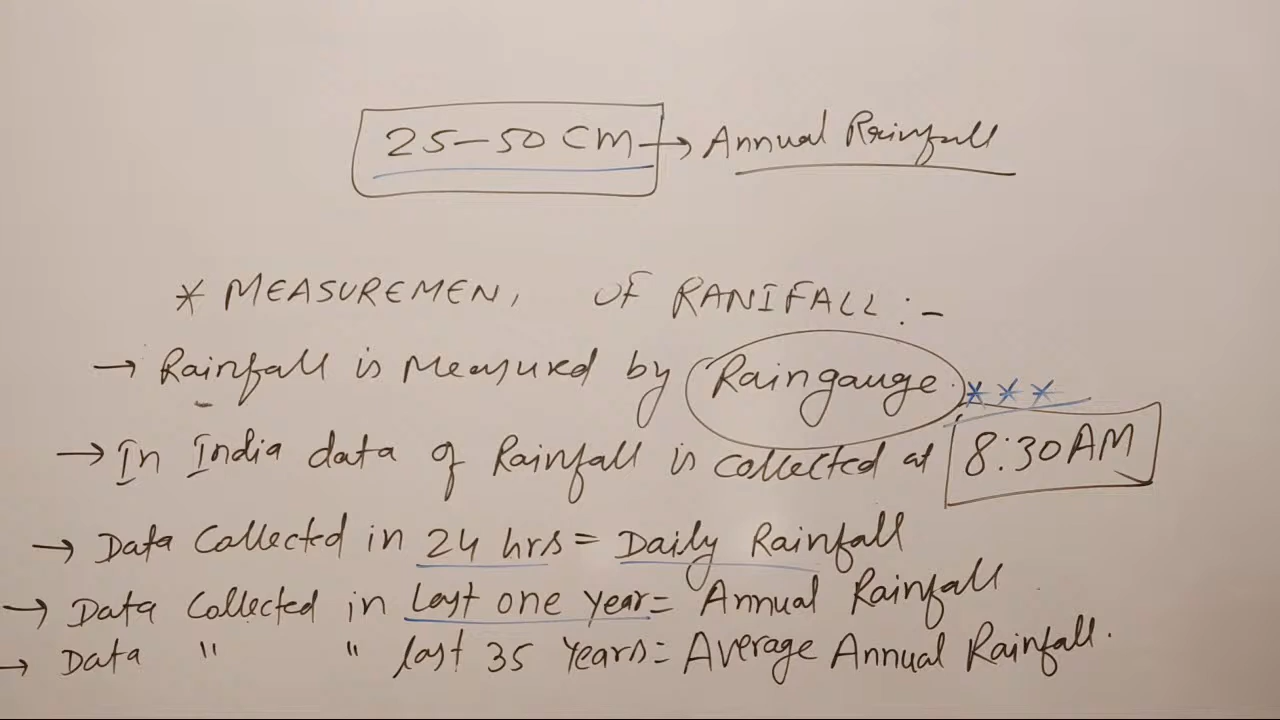 25-50 CM → Annual Rainfall
* MEASUREMEN, OF RANIFALL :-
→ Rainfall is Measured by Raingauge ***
→ In India data of Rainfall is collected at 8:30AM
→ Data Collected in 24 hrs = Daily Rainfall
→ Data Collected in Last one year = Annual Rainfall
→ Data " " last 35 Years = Average Annual Rainfall.